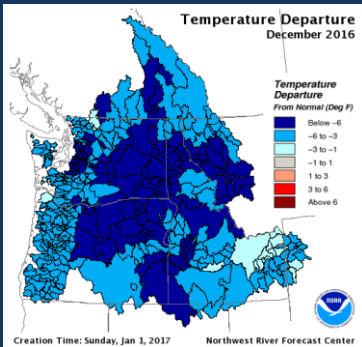 Temperature Departure
December 2016
Temperature
Departure
From Normal (Deg F)
Below -6
-6 to -3
-3 to -1
-1 to 1
1 to 3
3 to 6
Above 6
NOAA
Creation Time: Sunday, Jan 1, 2017
Northwest River Forecast Center